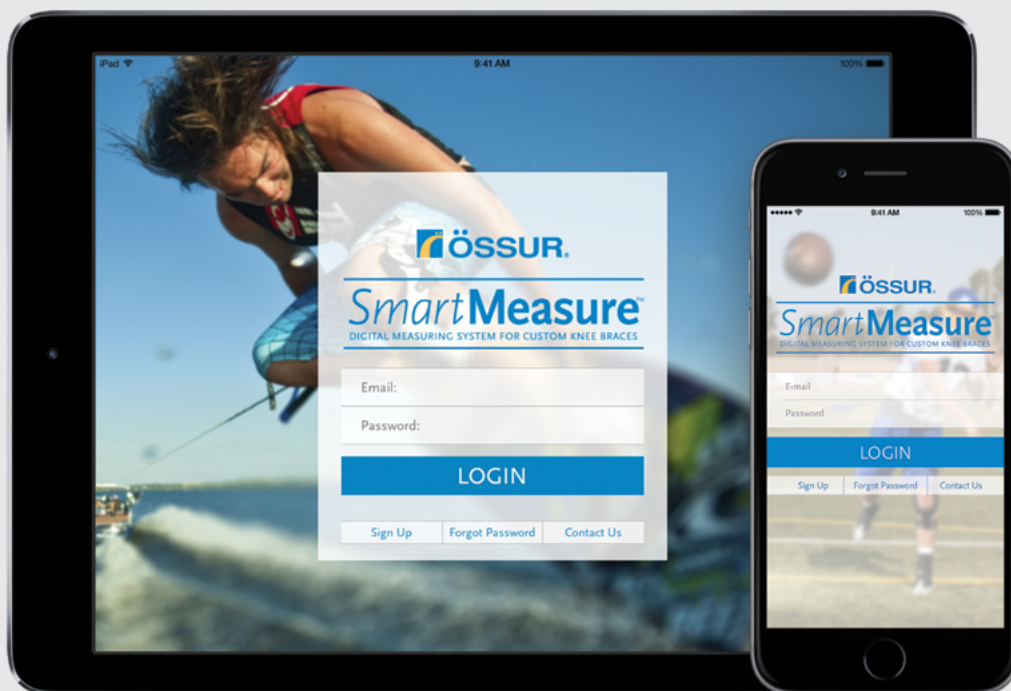 iPad 9:41 AM 100%
ÖSSUR®
SmartMeasure™
DIGITAL MEASURING SYSTEM FOR CUSTOM KNEE BRACES
Email:
Password:
LOGIN
Sign Up Forgot Password Contact Us
9:41 AM 100%
ÖSSUR®
SmartMeasure™
DIGITAL MEASURING SYSTEM FOR CUSTOM KNEE BRACES
E-mail
Password
LOGIN
Sign Up Forgot Password Contact Us